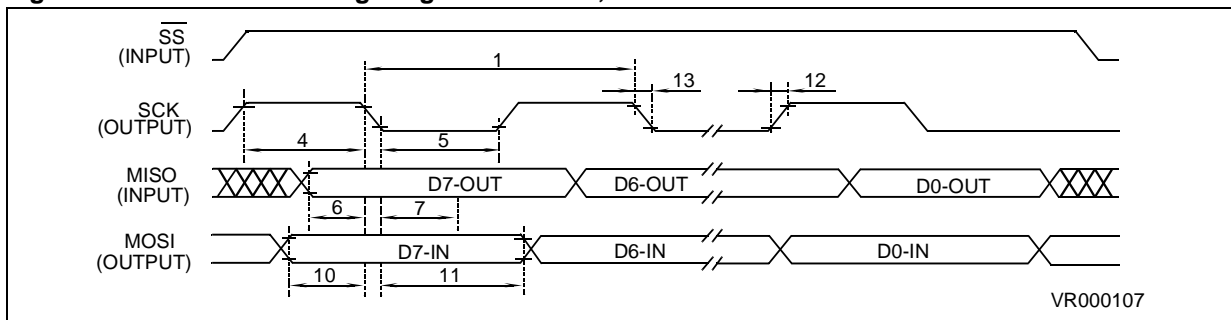 SS
(INPUT)
1
13
12
SCK
(OUTPUT)
4
5
MISO
(INPUT)
D7-OUT
D6-OUT
D0-OUT
6
7
MOSI
(OUTPUT)
D7-IN
D6-IN
D0-IN
10
11
VR000107